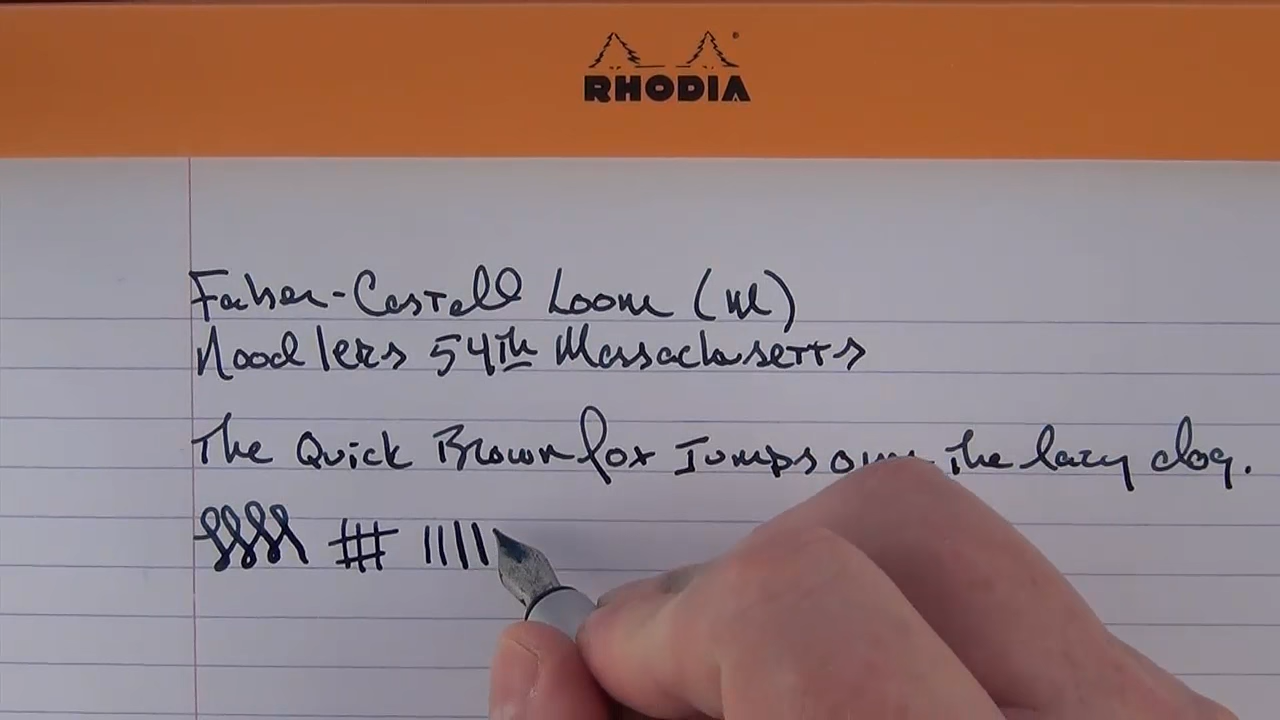 RHODIA
Faber-Castell Loom (M)
Noodlers 54Th Massachusetts
The Quick Brown fox Jumps over The lazy dog.